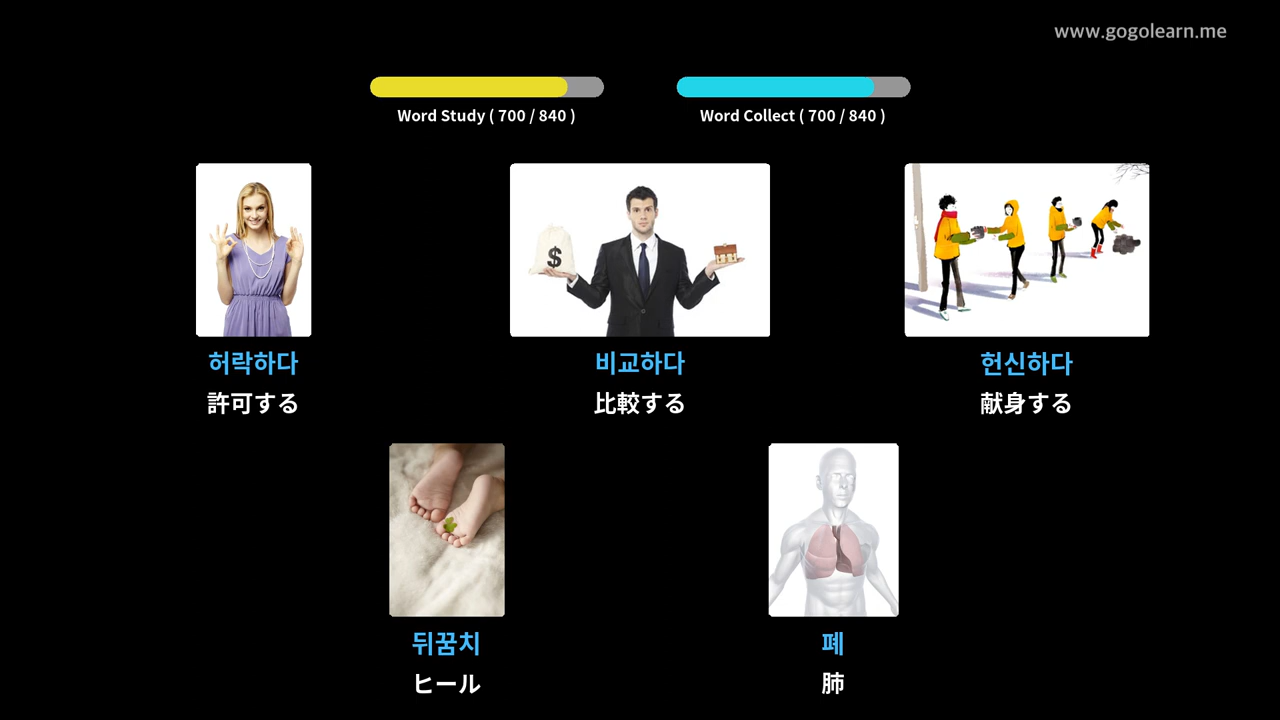 www.gogolearn.me
Word Study ( 700 / 840 )
Word Collect ( 700 / 840 )
$
허락하다
許可する
비교하다
比較する
헌신하다
献身する
뒤꿈치
ヒール
폐
肺